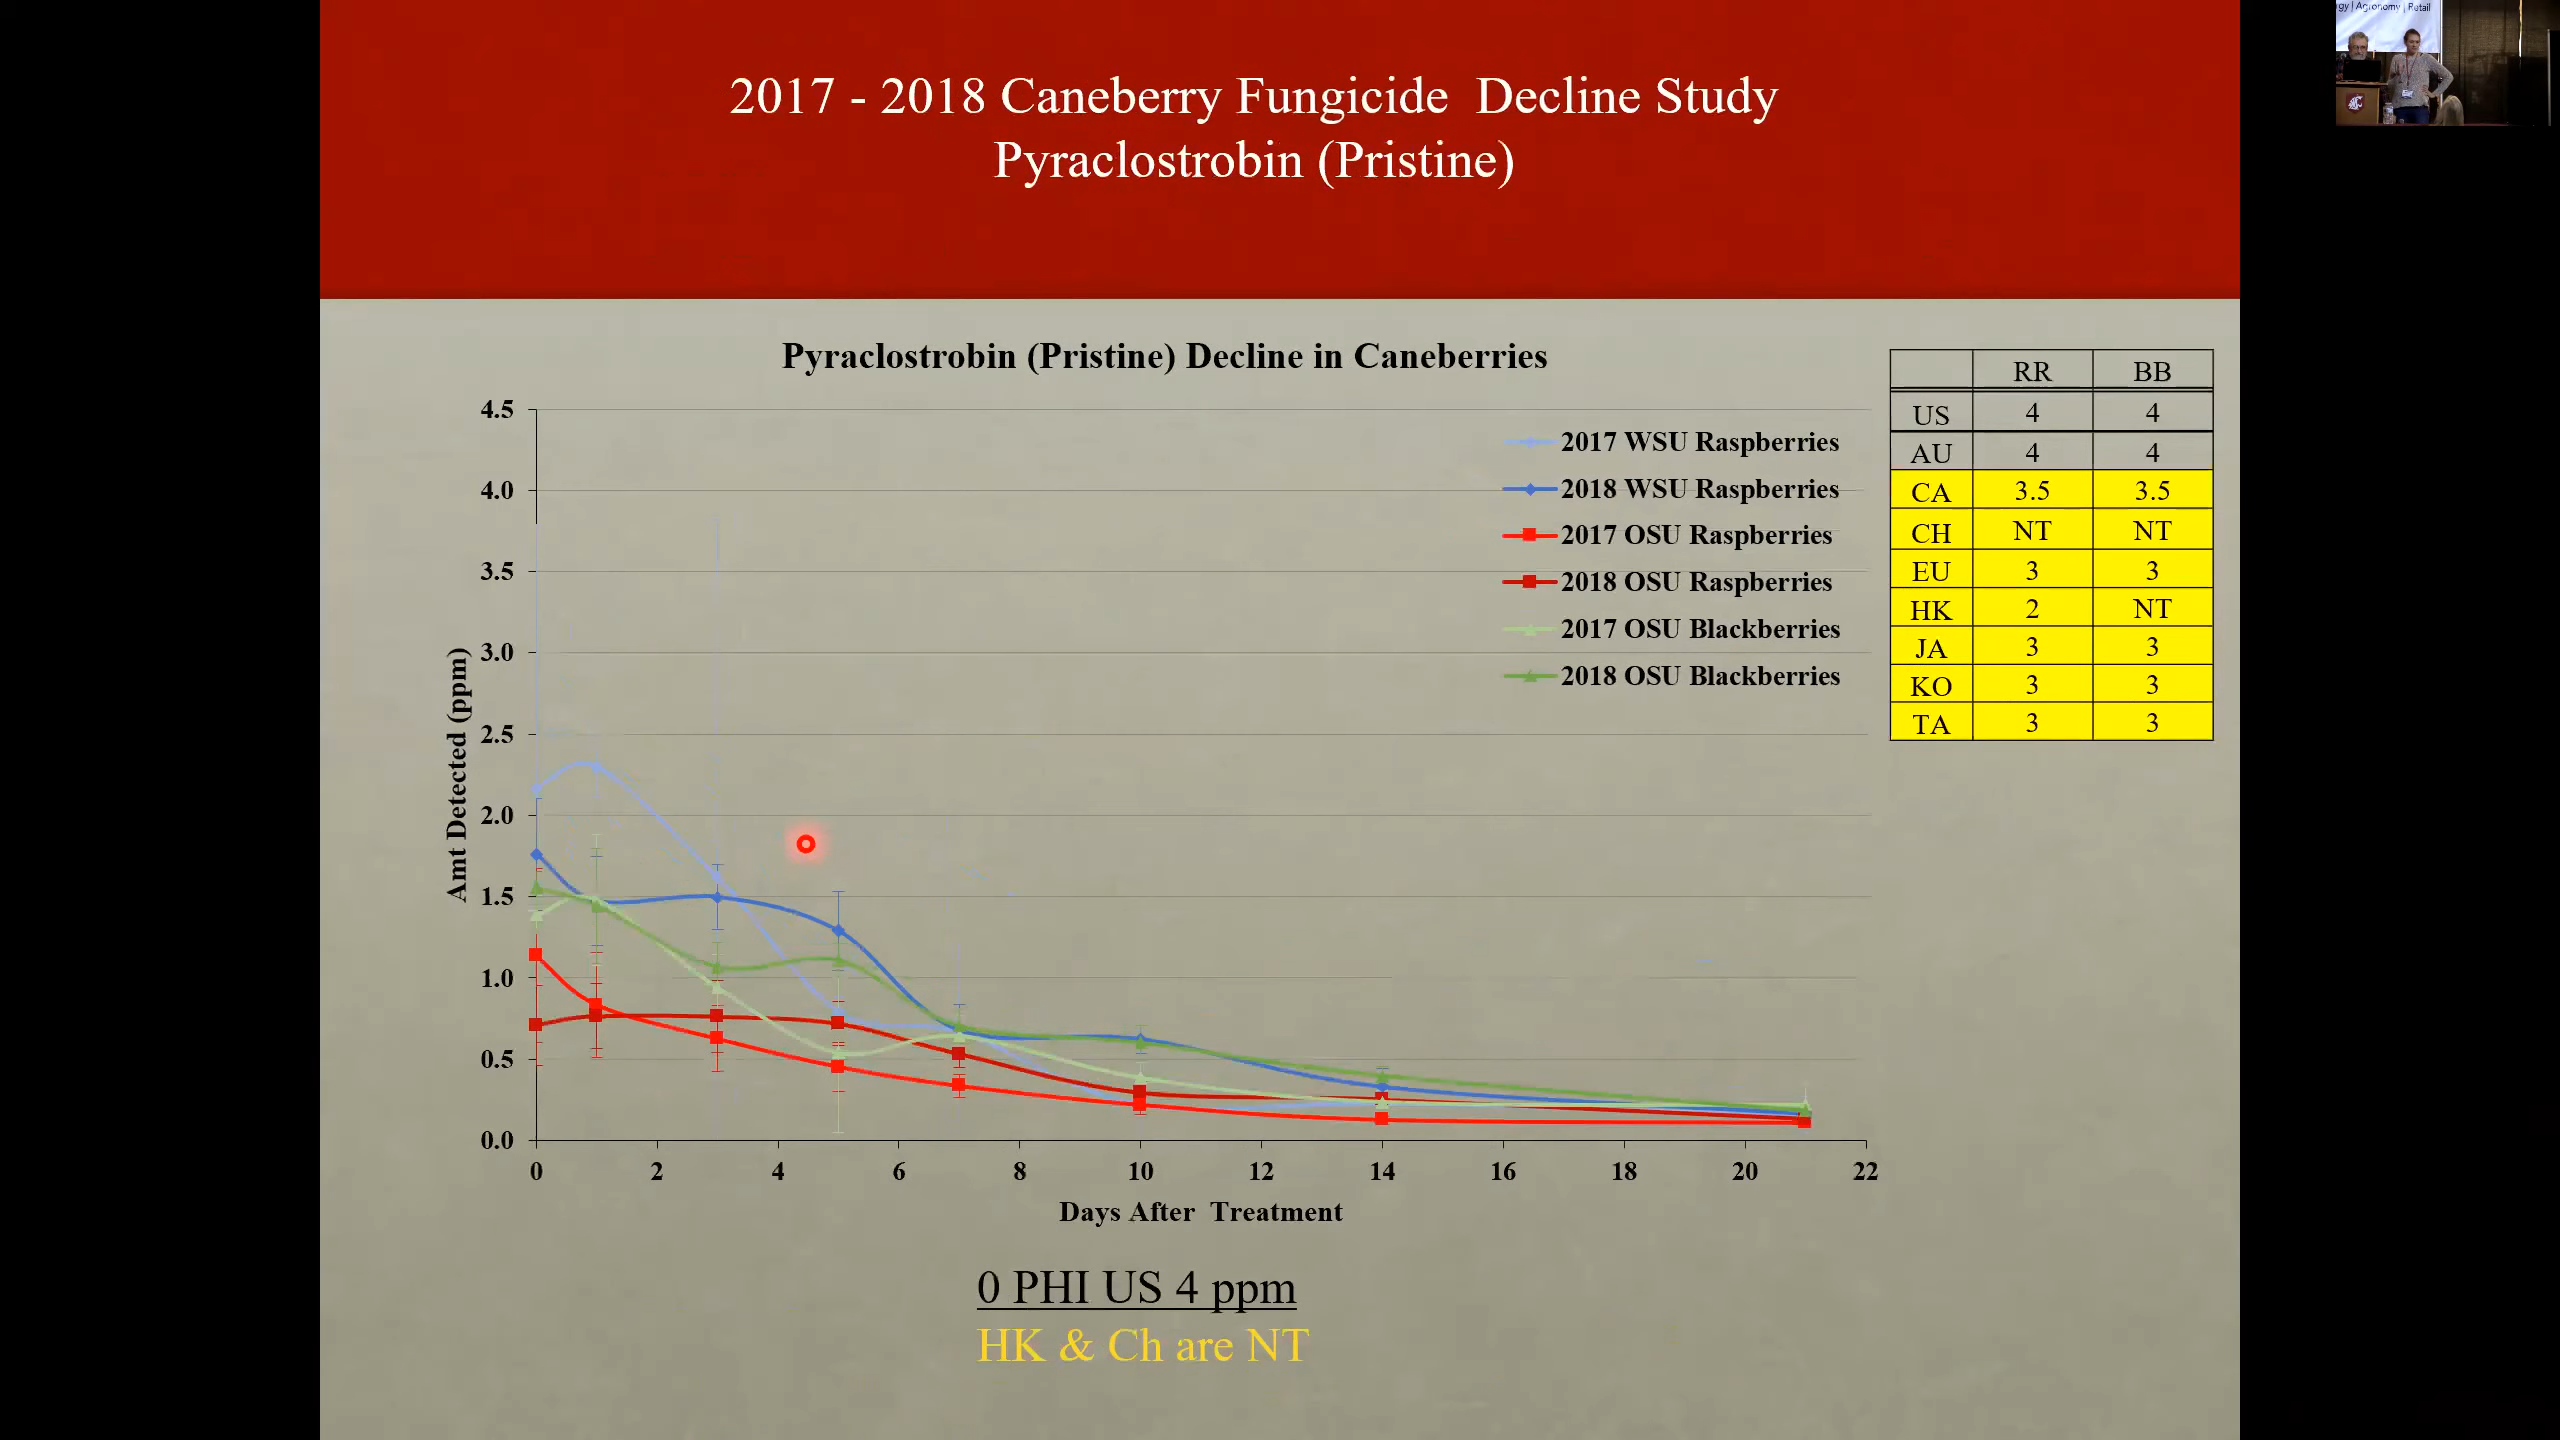 gy | Agronomy | Retail
2017 - 2018 Caneberry Fungicide Decline Study
Pyraclostrobin (Pristine)
Pyraclostrobin (Pristine) Decline in Caneberries
4.5
4.0
3.5
3.0
2.5
2.0
1.5
1.0
0.5
0.0
Amt Detected (ppm)
2017 WSU Raspberries
2018 WSU Raspberries
2017 OSU Raspberries
2018 OSU Raspberries
2017 OSU Blackberries
2018 OSU Blackberries
0 2 4 6 8 10 12 14 16 18 20 22
Days After Treatment
RR BB
US 4 4
AU 4 4
CA 3.5 3.5
CH NT NT
EU 3 3
HK 2 NT
JA 3 3
KO 3 3
TA 3 3
0 PHI US 4 ppm
HK & Ch are NT